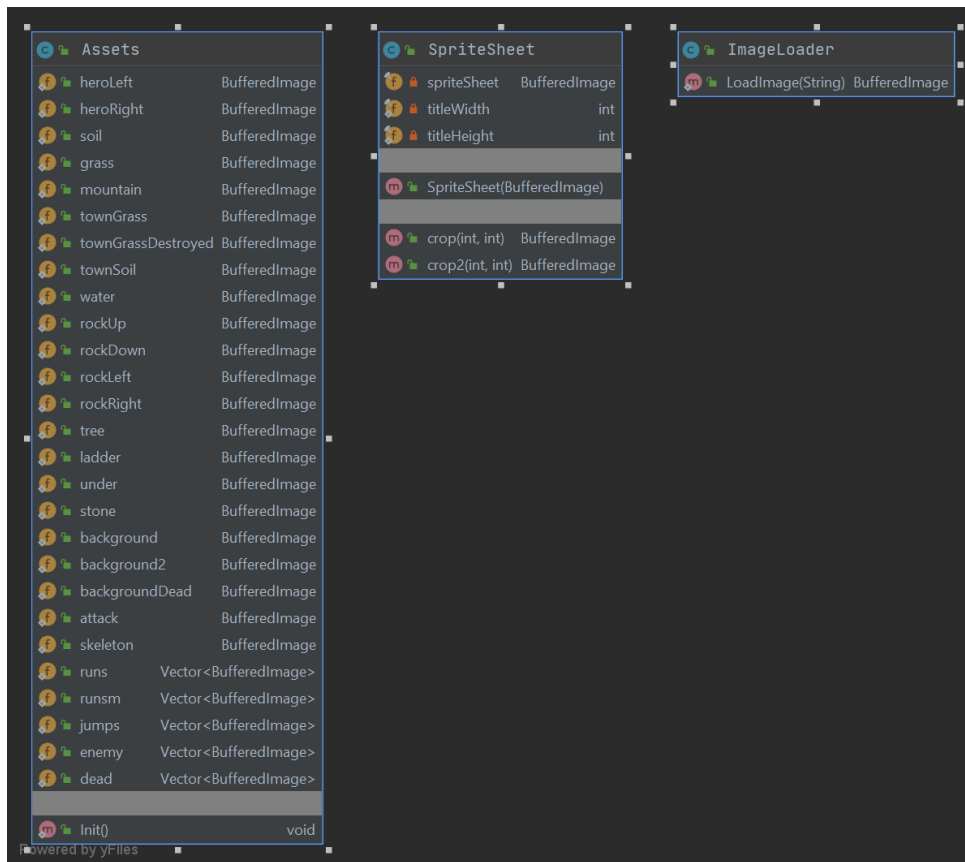 Assets
heroLeft BufferedImage
heroRight BufferedImage
soil BufferedImage
grass BufferedImage
mountain BufferedImage
townGrass BufferedImage
townGrassDestroyed BufferedImage
townSoil BufferedImage
water BufferedImage
rockUp BufferedImage
rockDown BufferedImage
rockLeft BufferedImage
rockRight BufferedImage
tree BufferedImage
ladder BufferedImage
under BufferedImage
stone BufferedImage
background BufferedImage
background2 BufferedImage
backgroundDead BufferedImage
attack BufferedImage
skeleton BufferedImage
runs Vector<BufferedImage>
runsm Vector<BufferedImage>
jumps Vector<BufferedImage>
enemy Vector<BufferedImage>
dead Vector<BufferedImage>
Init() void
SpriteSheet
spriteSheet BufferedImage
titleWidth int
titleHeight int
SpriteSheet(BufferedImage)
crop(int, int) BufferedImage
crop2(int, int) BufferedImage
ImageLoader
LoadImage(String) BufferedImage
Powered by yFiles